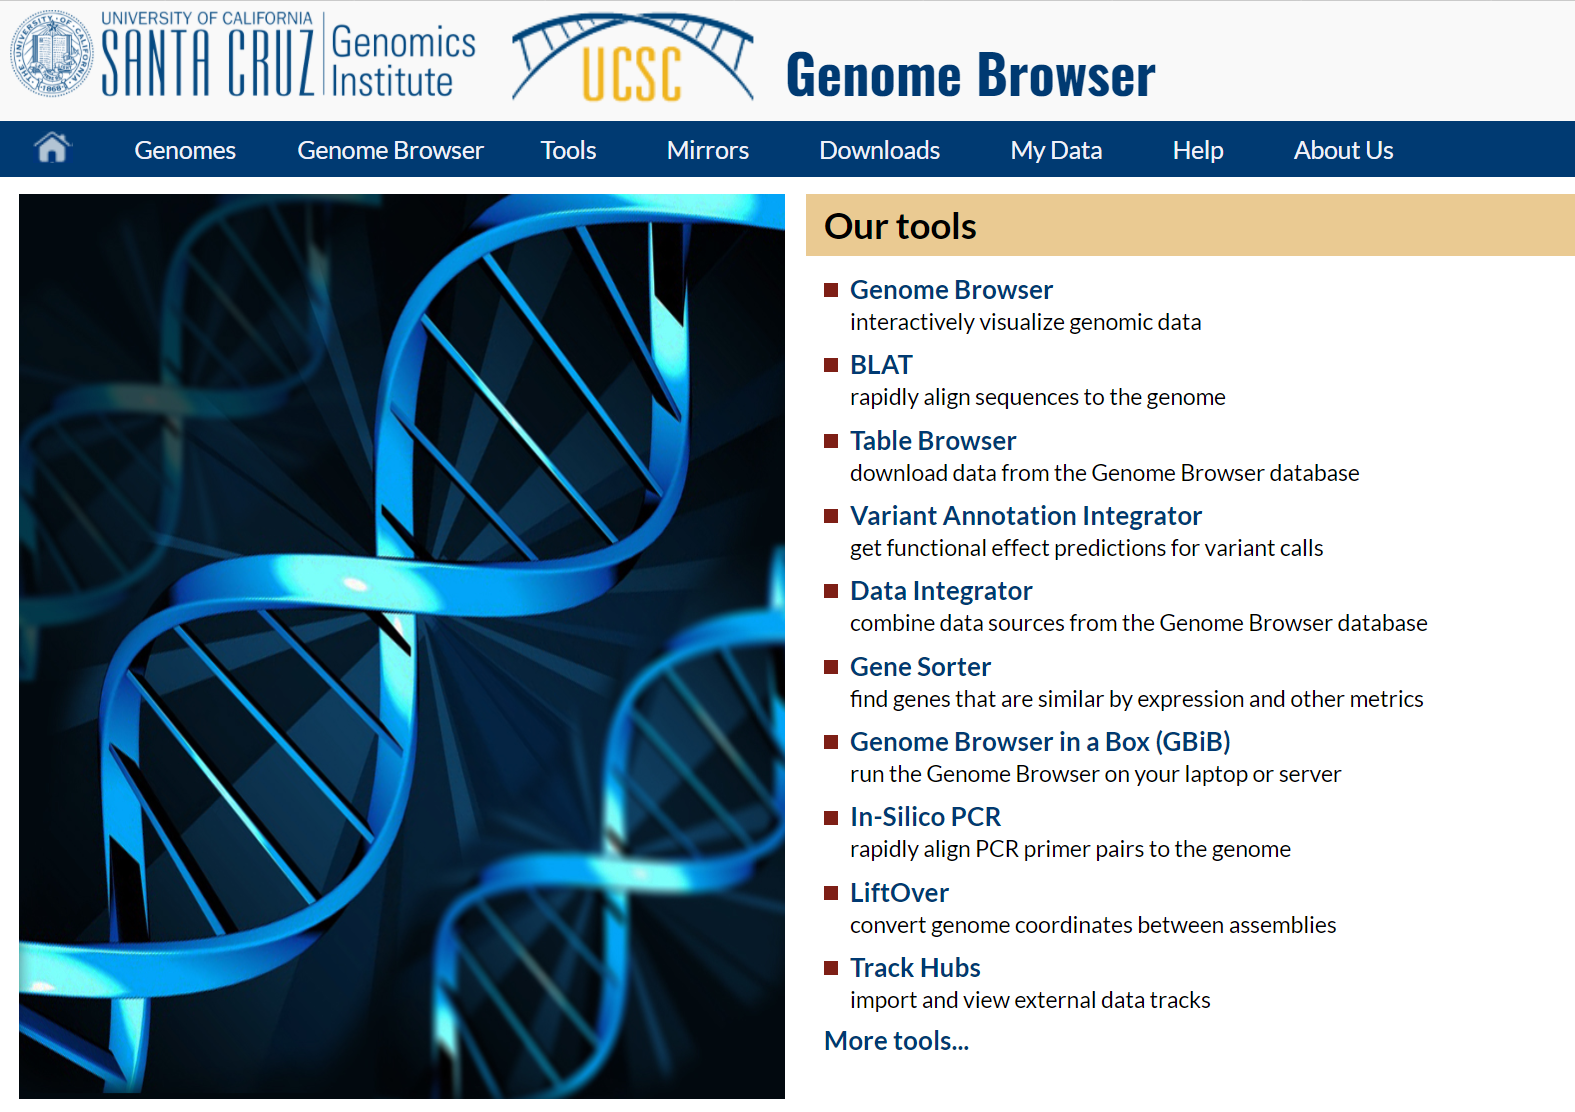 UNIVERSITY OF CALIFORNIA
SANTA CRUZ
Genomics
Institute
THE UNIVERSITY OF CALIFORNIA
·1868·
UCSC
Genome Browser
Genomes Genome Browser Tools Mirrors Downloads My Data Help About Us
Our tools
Genome Browser
interactively visualize genomic data
BLAT
rapidly align sequences to the genome
Table Browser
download data from the Genome Browser database
Variant Annotation Integrator
get functional effect predictions for variant calls
Data Integrator
combine data sources from the Genome Browser database
Gene Sorter
find genes that are similar by expression and other metrics
Genome Browser in a Box (GBiB)
run the Genome Browser on your laptop or server
In-Silico PCR
rapidly align PCR primer pairs to the genome
LiftOver
convert genome coordinates between assemblies
Track Hubs
import and view external data tracks
More tools...